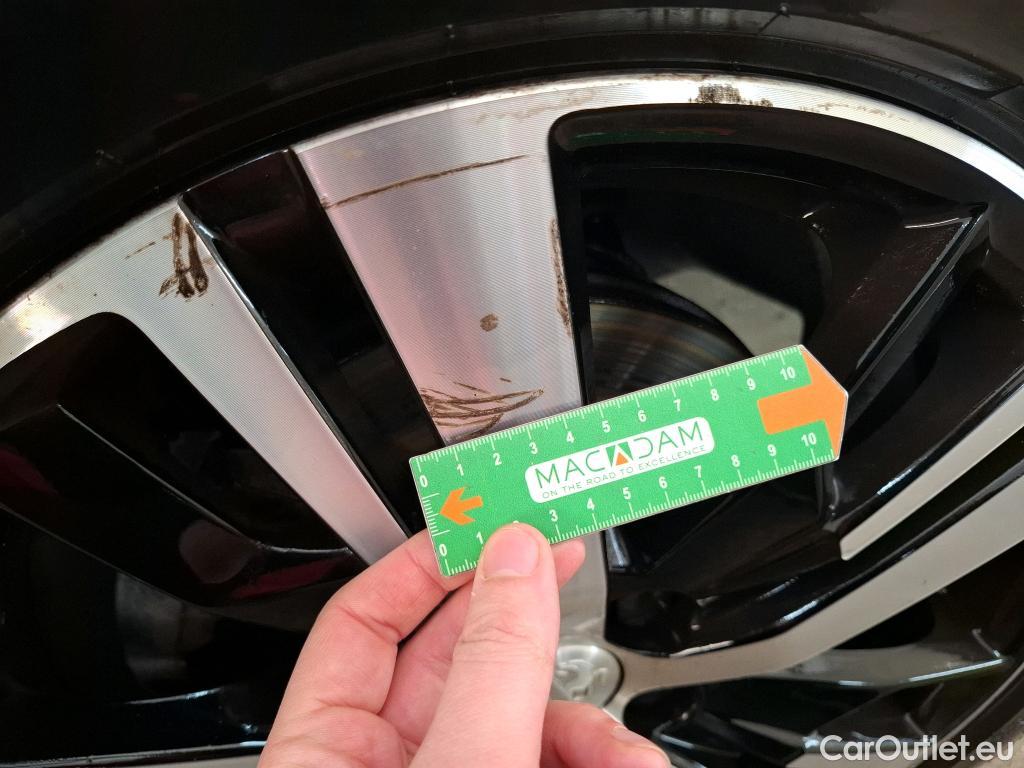 0 1 2 3 4 5 6 7 8 9 10
MACADAM
ON THE ROAD TO EXCELLENCE
0 1 3 4 5 6 7 8 9 10
CarOutlet.eu